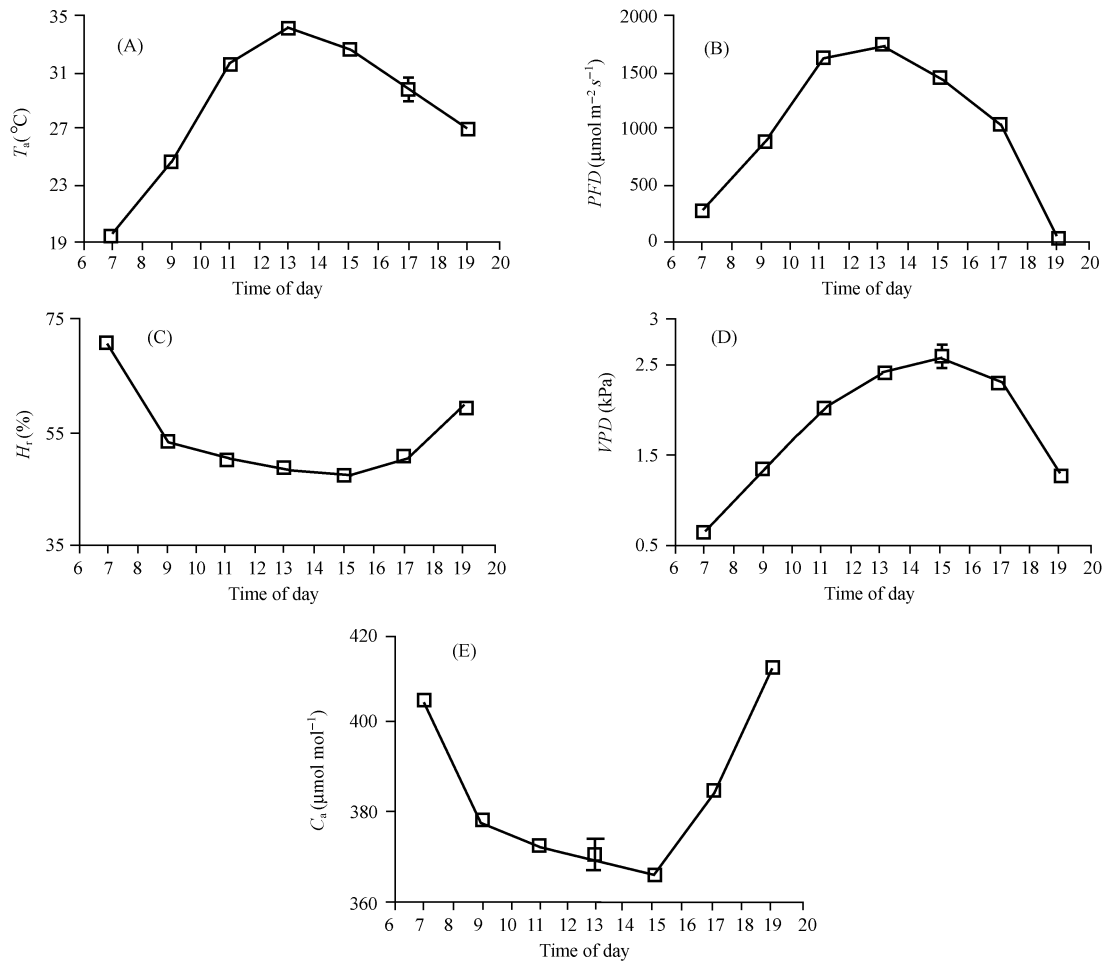 (A)
T a (°C)
35
31
27
23
19
6 7 8 9 10 11 12 13 14 15 16 17 18 19 20
Time of day
(B)
PFD (μmol m−2 s−1)
2000
1500
1000
500
0
6 7 8 9 10 11 12 13 14 15 16 17 18 19 20
Time of day
(C)
Hr (%)
75
55
35
6 7 8 9 10 11 12 13 14 15 16 17 18 19 20
Time of day
(D)
VPD (kPa)
3
2.5
1.5
0.5
6 7 8 9 10 11 12 13 14 15 16 17 18 19 20
Time of day
(E)
Ca (μmol mol−1)
420
400
380
360
6 7 8 9 10 11 12 13 14 15 16 17 18 19 20
Time of day